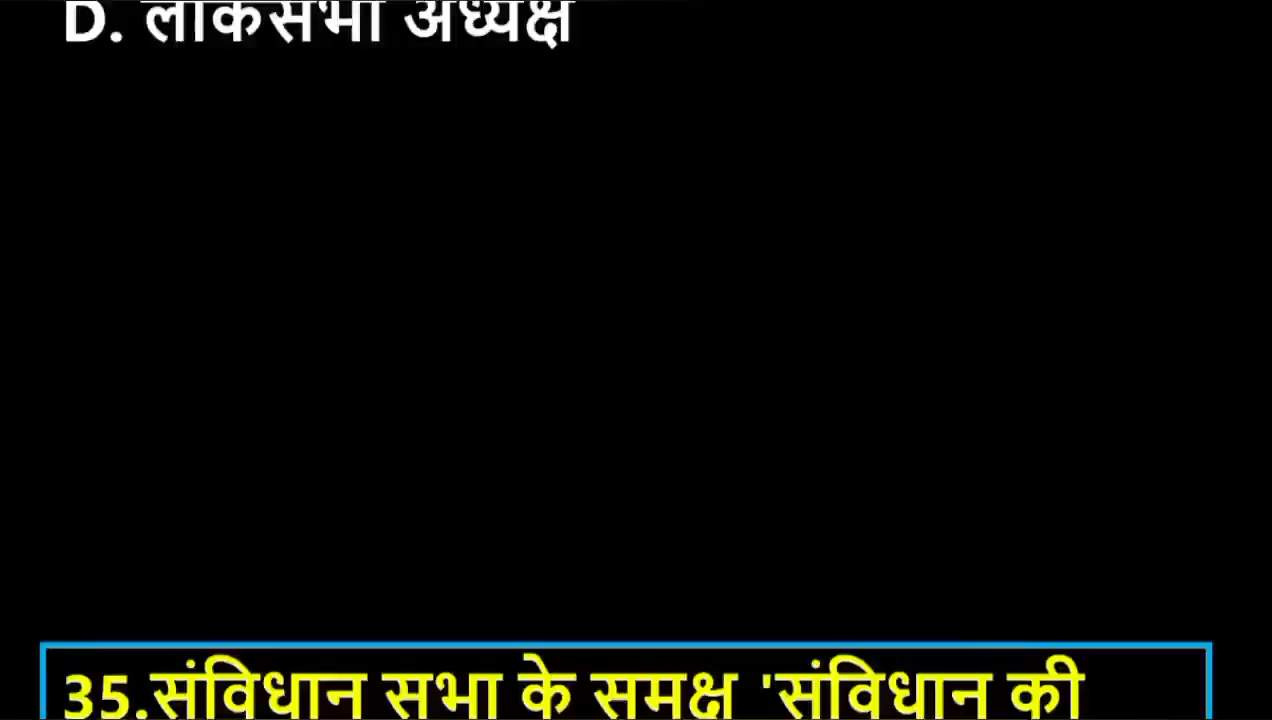 D. लोकसभा अध्यक्ष
35.संविधान सभा के समक्ष 'संविधान की